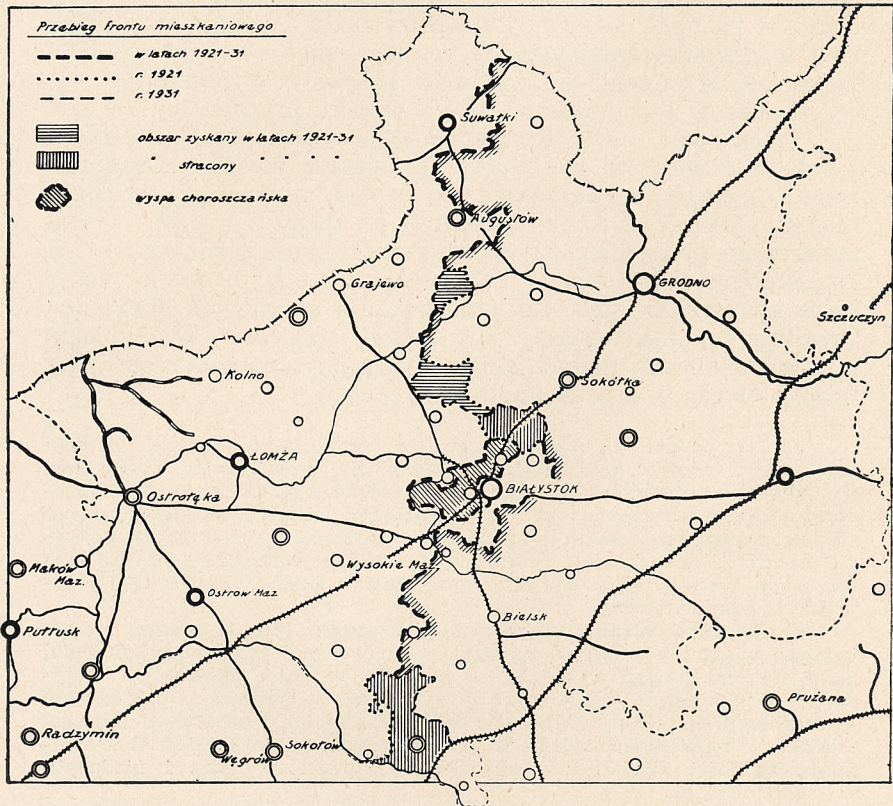 Przebieg frontu mieszkaniowego
w latach 1921-31
r. 1921
r. 1931
obszar zyskany w latach 1921-31
" stracony " " " "
wyspa choroszczańska
Suwałki
Augustów
Grajewo
GRODNO
Szczuczyn
Kolno
Sokółka
ŁOMŻA
Ostrołęka
BIAŁYSTOK
Maków
Maz.
Wysokie Maz.
Ostrów Maz
Bielsk
Pułtusk
Prużana
Radzymin
Węgrów
Sokołów